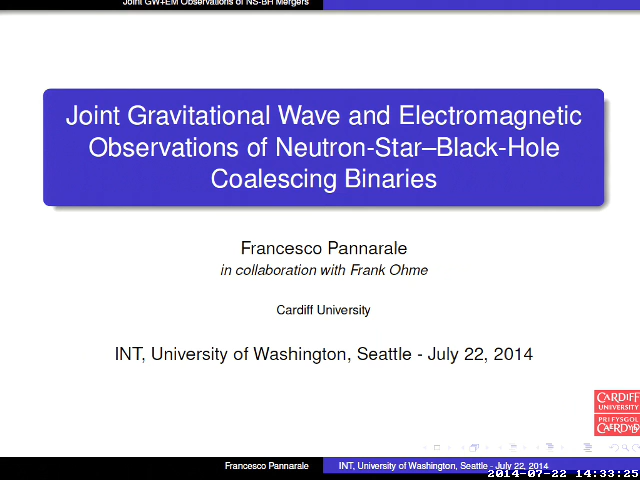 Joint GW+EM Observations of NS-BH Mergers
Joint Gravitational Wave and Electromagnetic
Observations of Neutron-Star–Black-Hole
Coalescing Binaries
Francesco Pannarale
in collaboration with Frank Ohme
Cardiff University
INT, University of Washington, Seattle - July 22, 2014
CARDIFF
UNIVERSITY
PRIFYSGOL
CAERDYD
Francesco Pannarale
INT, University of Washington, Seattle - July 22, 2014
2014-07-22 14:33:25